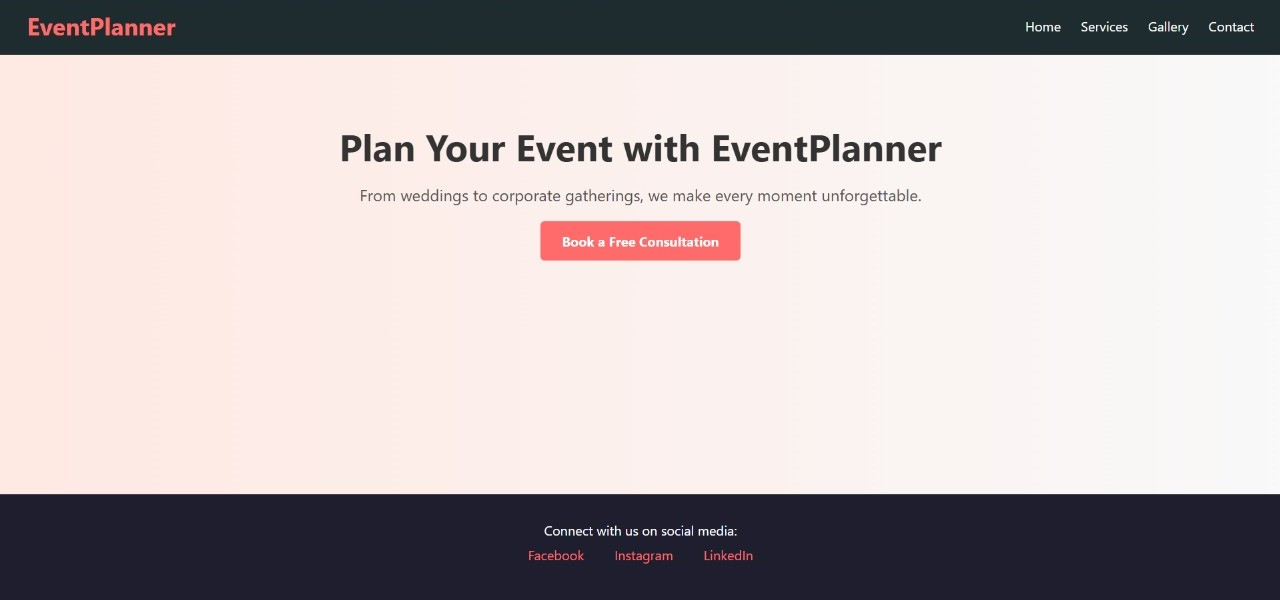 EventPlanner
Home Services Gallery Contact
Plan Your Event with EventPlanner
From weddings to corporate gatherings, we make every moment unforgettable.
Book a Free Consultation
Connect with us on social media:
Facebook Instagram LinkedIn